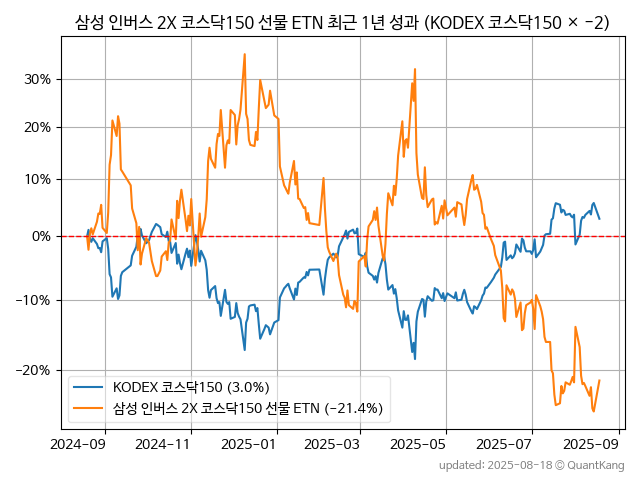 삼성 인버스 2X 코스닥150 선물 ETN 최근 1년 성과 (KODEX 코스닥150 × -2)
30%
20%
10%
0%
-10%
-20%
KODEX 코스닥150 (3.0%)
삼성 인버스 2X 코스닥150 선물 ETN (-21.4%)
2024-09 2024-11 2025-01 2025-03 2025-05 2025-07 2025-09
updated: 2025-08-18 © QuantKang